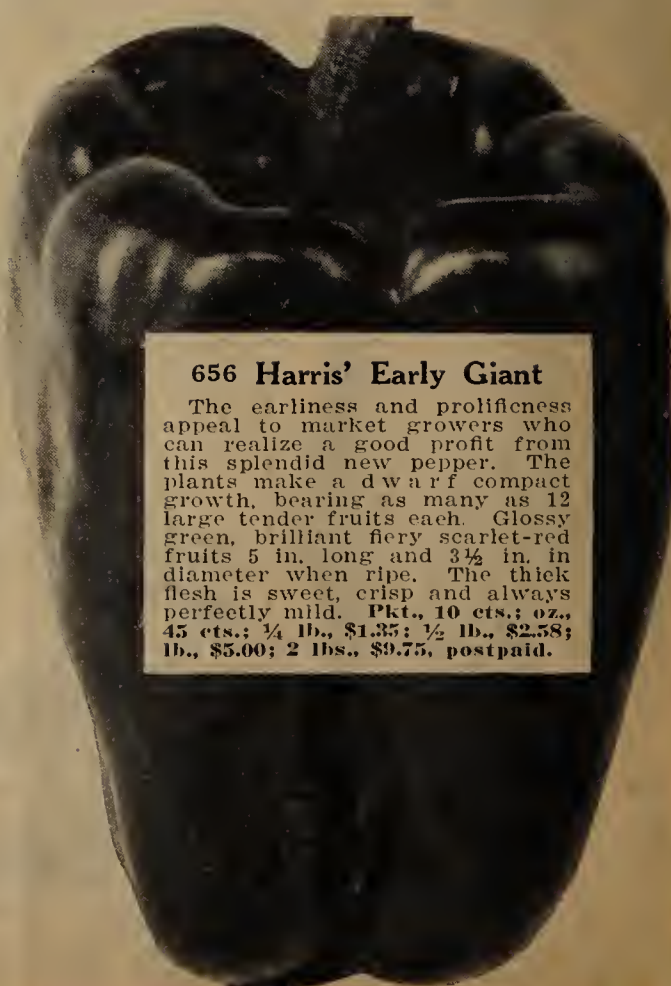 656 Harris' Early Giant
The earliness and prolificness
appeal to market growers who
can realize a good profit from
this splendid new pepper. The
plants make a dwarf compact
growth, bearing as many as 12
large tender fruits each. Glossy
green, brilliant fiery scarlet-red
fruits 5 in. long and 3½ in. in
diameter when ripe. The thick
flesh is sweet, crisp and always
perfectly mild. Pkt., 10 cts.; oz.,
45 cts.; ¼ lb., $1.35; ½ lb., $2.58;
lb., $5.00; 2 lbs., $9.75, postpaid.